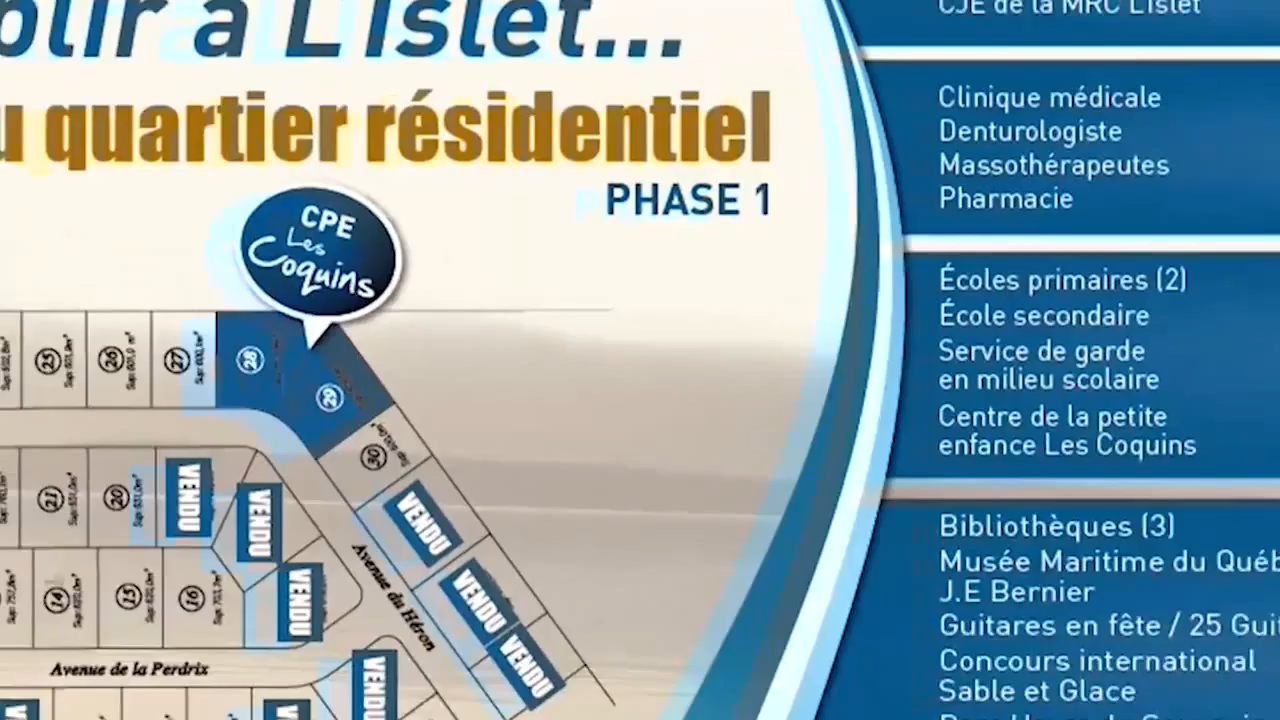 plir à L'Islet...
u quartier résidentiel
PHASE 1
CPE
Les
Coquins
25
26
27
28
29
30
21
20
VENDU
VENDU
VENDU
VENDU
VENDU
VENDU
VENDU
14
15
16
Avenue du Héron
Avenue de la Perdrix
CJE de la MRC L'Islet
Clinique médicale
Denturologiste
Massothérapeutes
Pharmacie
Écoles primaires (2)
École secondaire
Service de garde
en milieu scolaire
Centre de la petite
enfance Les Coquins
Bibliothèques (3)
Musée Maritime du Québ
J.E Bernier
Guitares en fête / 25 Guit
Concours international
Sable et Glace